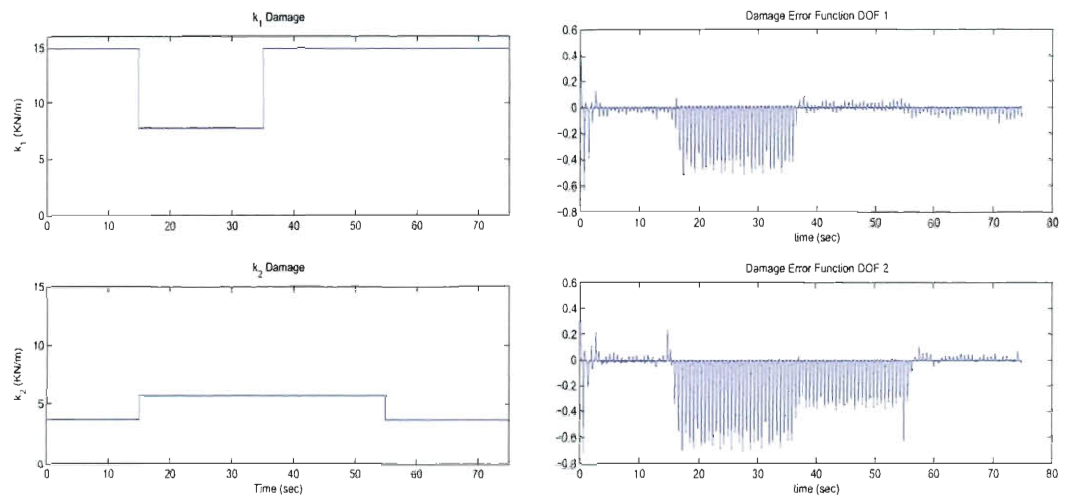 k1 Damage
15
10
5
0
k1 (KN/m)
0 10 20 30 40 50 60 70
Damage Error Function DOF 1
0.6
0.4
0.2
0
-0.2
-0.4
-0.6
-0.8
0 10 20 30 40 50 60 70 80
time (sec)
k2 Damage
15
10
5
0
k2 (KN/m)
0 10 20 30 40 50 60 70
Time (sec)
Damage Error Function DOF 2
0.6
0.4
0.2
0
-0.2
-0.4
-0.6
-0.8
0 10 20 30 40 50 60 70 80
time (sec)